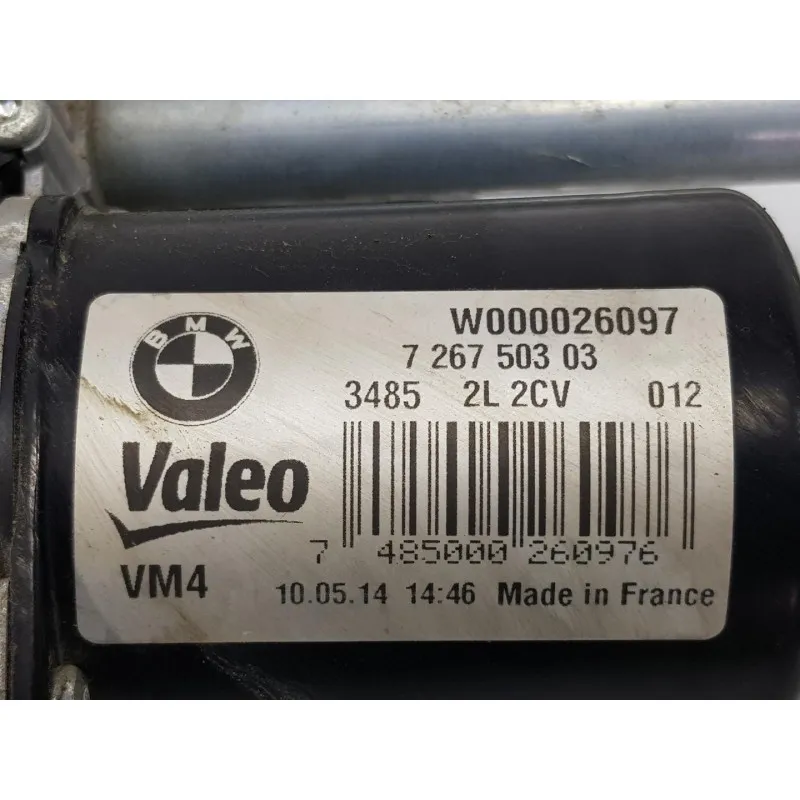 BMW
W000026097
7 267 503 03
3485 2L 2CV 012
Valeo
7 485000 260976
VM4 10.05.14 14:46 Made in France